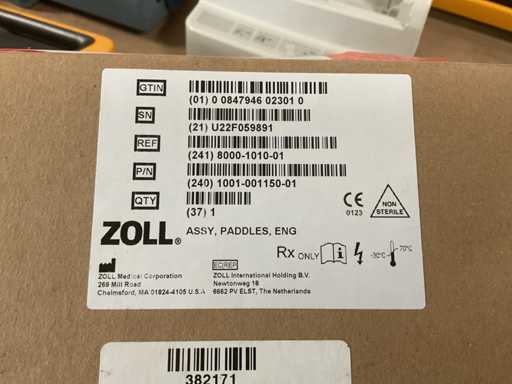 GTIN
(01) 0 0847946 02301 0
SN
(21) U22F059891
REF
(241) 8000-1010-01
P/N
(240) 1001-001150-01
QTY
(37) 1
ZOLL®
ASSY, PADDLES, ENG
CE
0123
NON
STERILE
Rx ONLY
i
-30°C
70°C
ZOLL Medical Corporation
269 Mill Road
Chelmsford, MA 01824-4105 U.S.A
EC REP
ZOLL International Holding B.V.
Newtonweg 18
6662 PV ELST, The Netherlands
382171